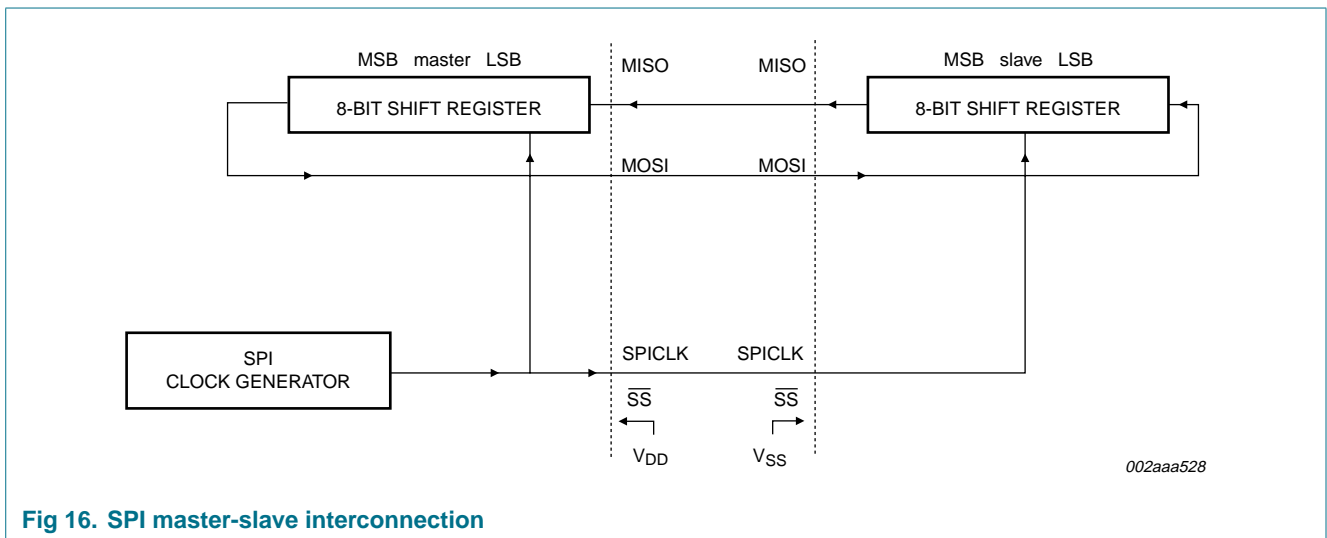 MSB master LSB
MISO
MISO
MSB slave LSB
8-BIT SHIFT REGISTER
8-BIT SHIFT REGISTER
MOSI
MOSI
SPI
CLOCK GENERATOR
SPICLK
SPICLK
SS
SS
VDD
VSS
002aaa528
Fig 16. SPI master-slave interconnection